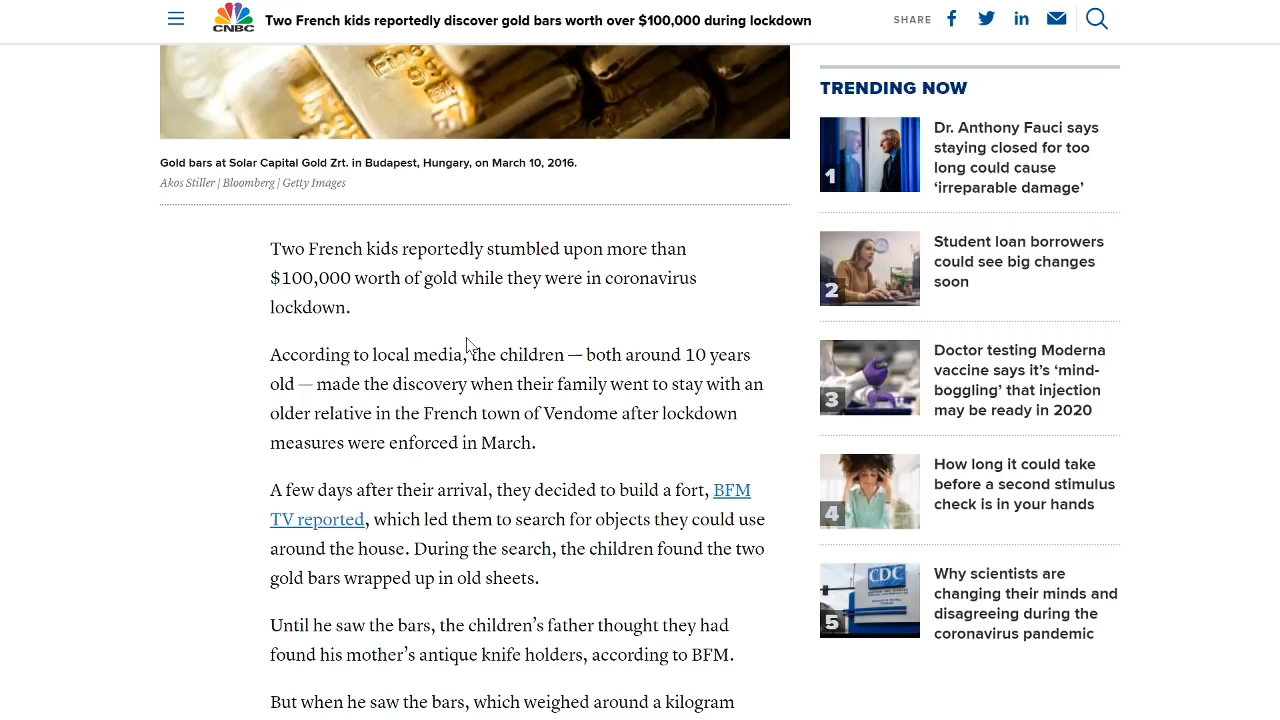 CNBC
Two French kids reportedly discover gold bars worth over $100,000 during lockdown
SHARE
Gold bars at Solar Capital Gold Zrt. in Budapest, Hungary, on March 10, 2016.
Akos Stiller | Bloomberg | Getty Images
Two French kids reportedly stumbled upon more than
$100,000 worth of gold while they were in coronavirus
lockdown.
According to local media, the children — both around 10 years
old — made the discovery when their family went to stay with an
older relative in the French town of Vendome after lockdown
measures were enforced in March.
A few days after their arrival, they decided to build a fort, BFM
TV reported, which led them to search for objects they could use
around the house. During the search, the children found the two
gold bars wrapped up in old sheets.
Until he saw the bars, the children’s father thought they had
found his mother’s antique knife holders, according to BFM.
But when he saw the bars, which weighed around a kilogram
TRENDING NOW
1
Dr. Anthony Fauci says
staying closed for too
long could cause
‘irreparable damage’
2
Student loan borrowers
could see big changes
soon
3
Doctor testing Moderna
vaccine says it’s ‘mind-
boggling’ that injection
may be ready in 2020
4
How long it could take
before a second stimulus
check is in your hands
CDC
5
Why scientists are
changing their minds and
disagreeing during the
coronavirus pandemic